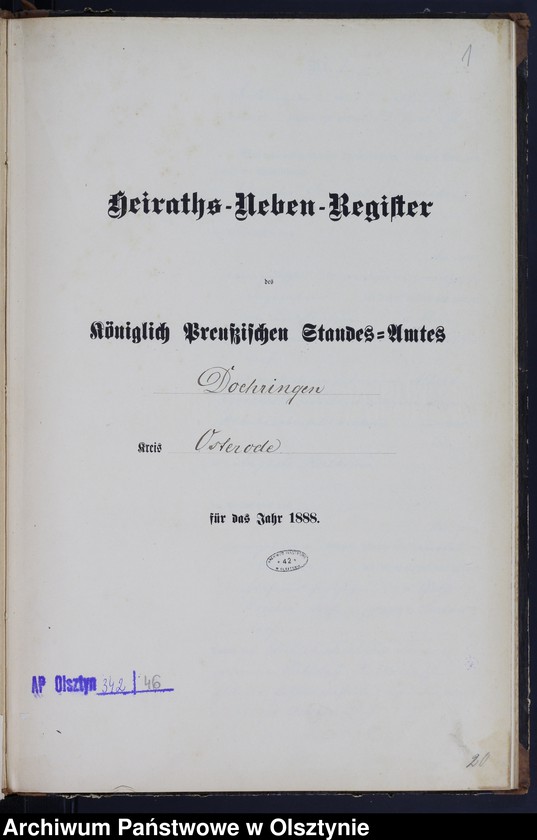 1
Heiraths-Neben-Register
des
Königlich Preußischen Standes-Amtes
Doehringen
Kreis Osterode
für das Jahr 1888.
42
AP Olsztyn 342 / 46
20
Archiwum Państwowe w Olsztynie